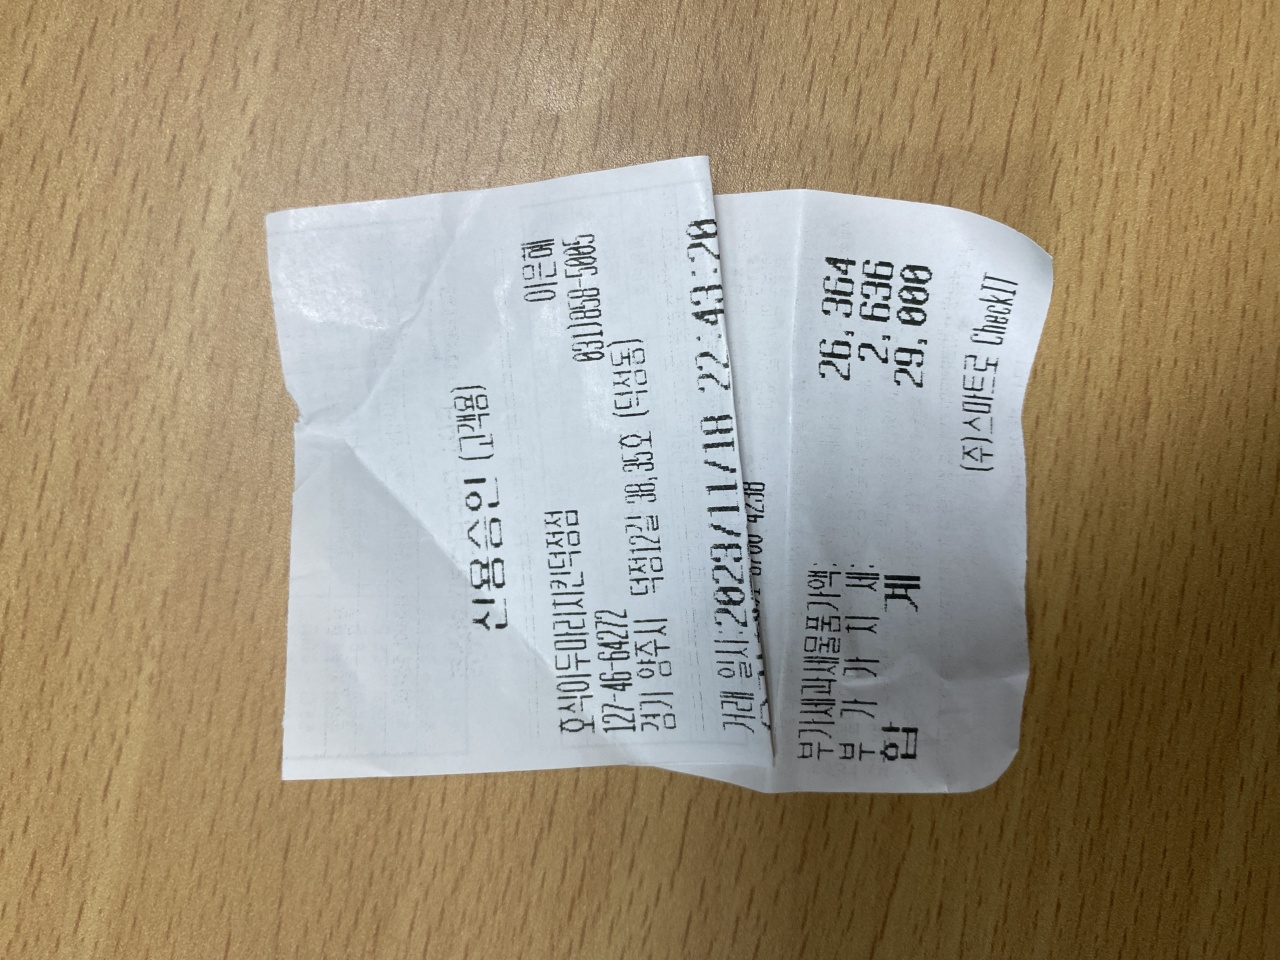 신용승인 (고객용)
호식이두마리치킨덕정점
127-46-64272 이은혜
경기 양주시 덕정12길 38,35호 (덕정동) 031)858-5005
거래 일시:2023/11/18 22:43:20
부가세과세물품가액: 26,364
부 가 가 치 세: 2,636
합 계 29,000
(주)스마트로 CheckIT